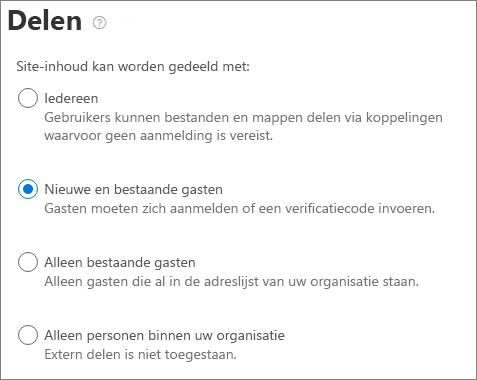 Delen
Site-inhoud kan worden gedeeld met:
Iedereen
Gebruikers kunnen bestanden en mappen delen via koppelingen
waarvoor geen aanmelding is vereist.
Nieuwe en bestaande gasten
Gasten moeten zich aanmelden of een verificatiecode invoeren.
Alleen bestaande gasten
Alleen gasten die al in de adreslijst van uw organisatie staan.
Alleen personen binnen uw organisatie
Extern delen is niet toegestaan.